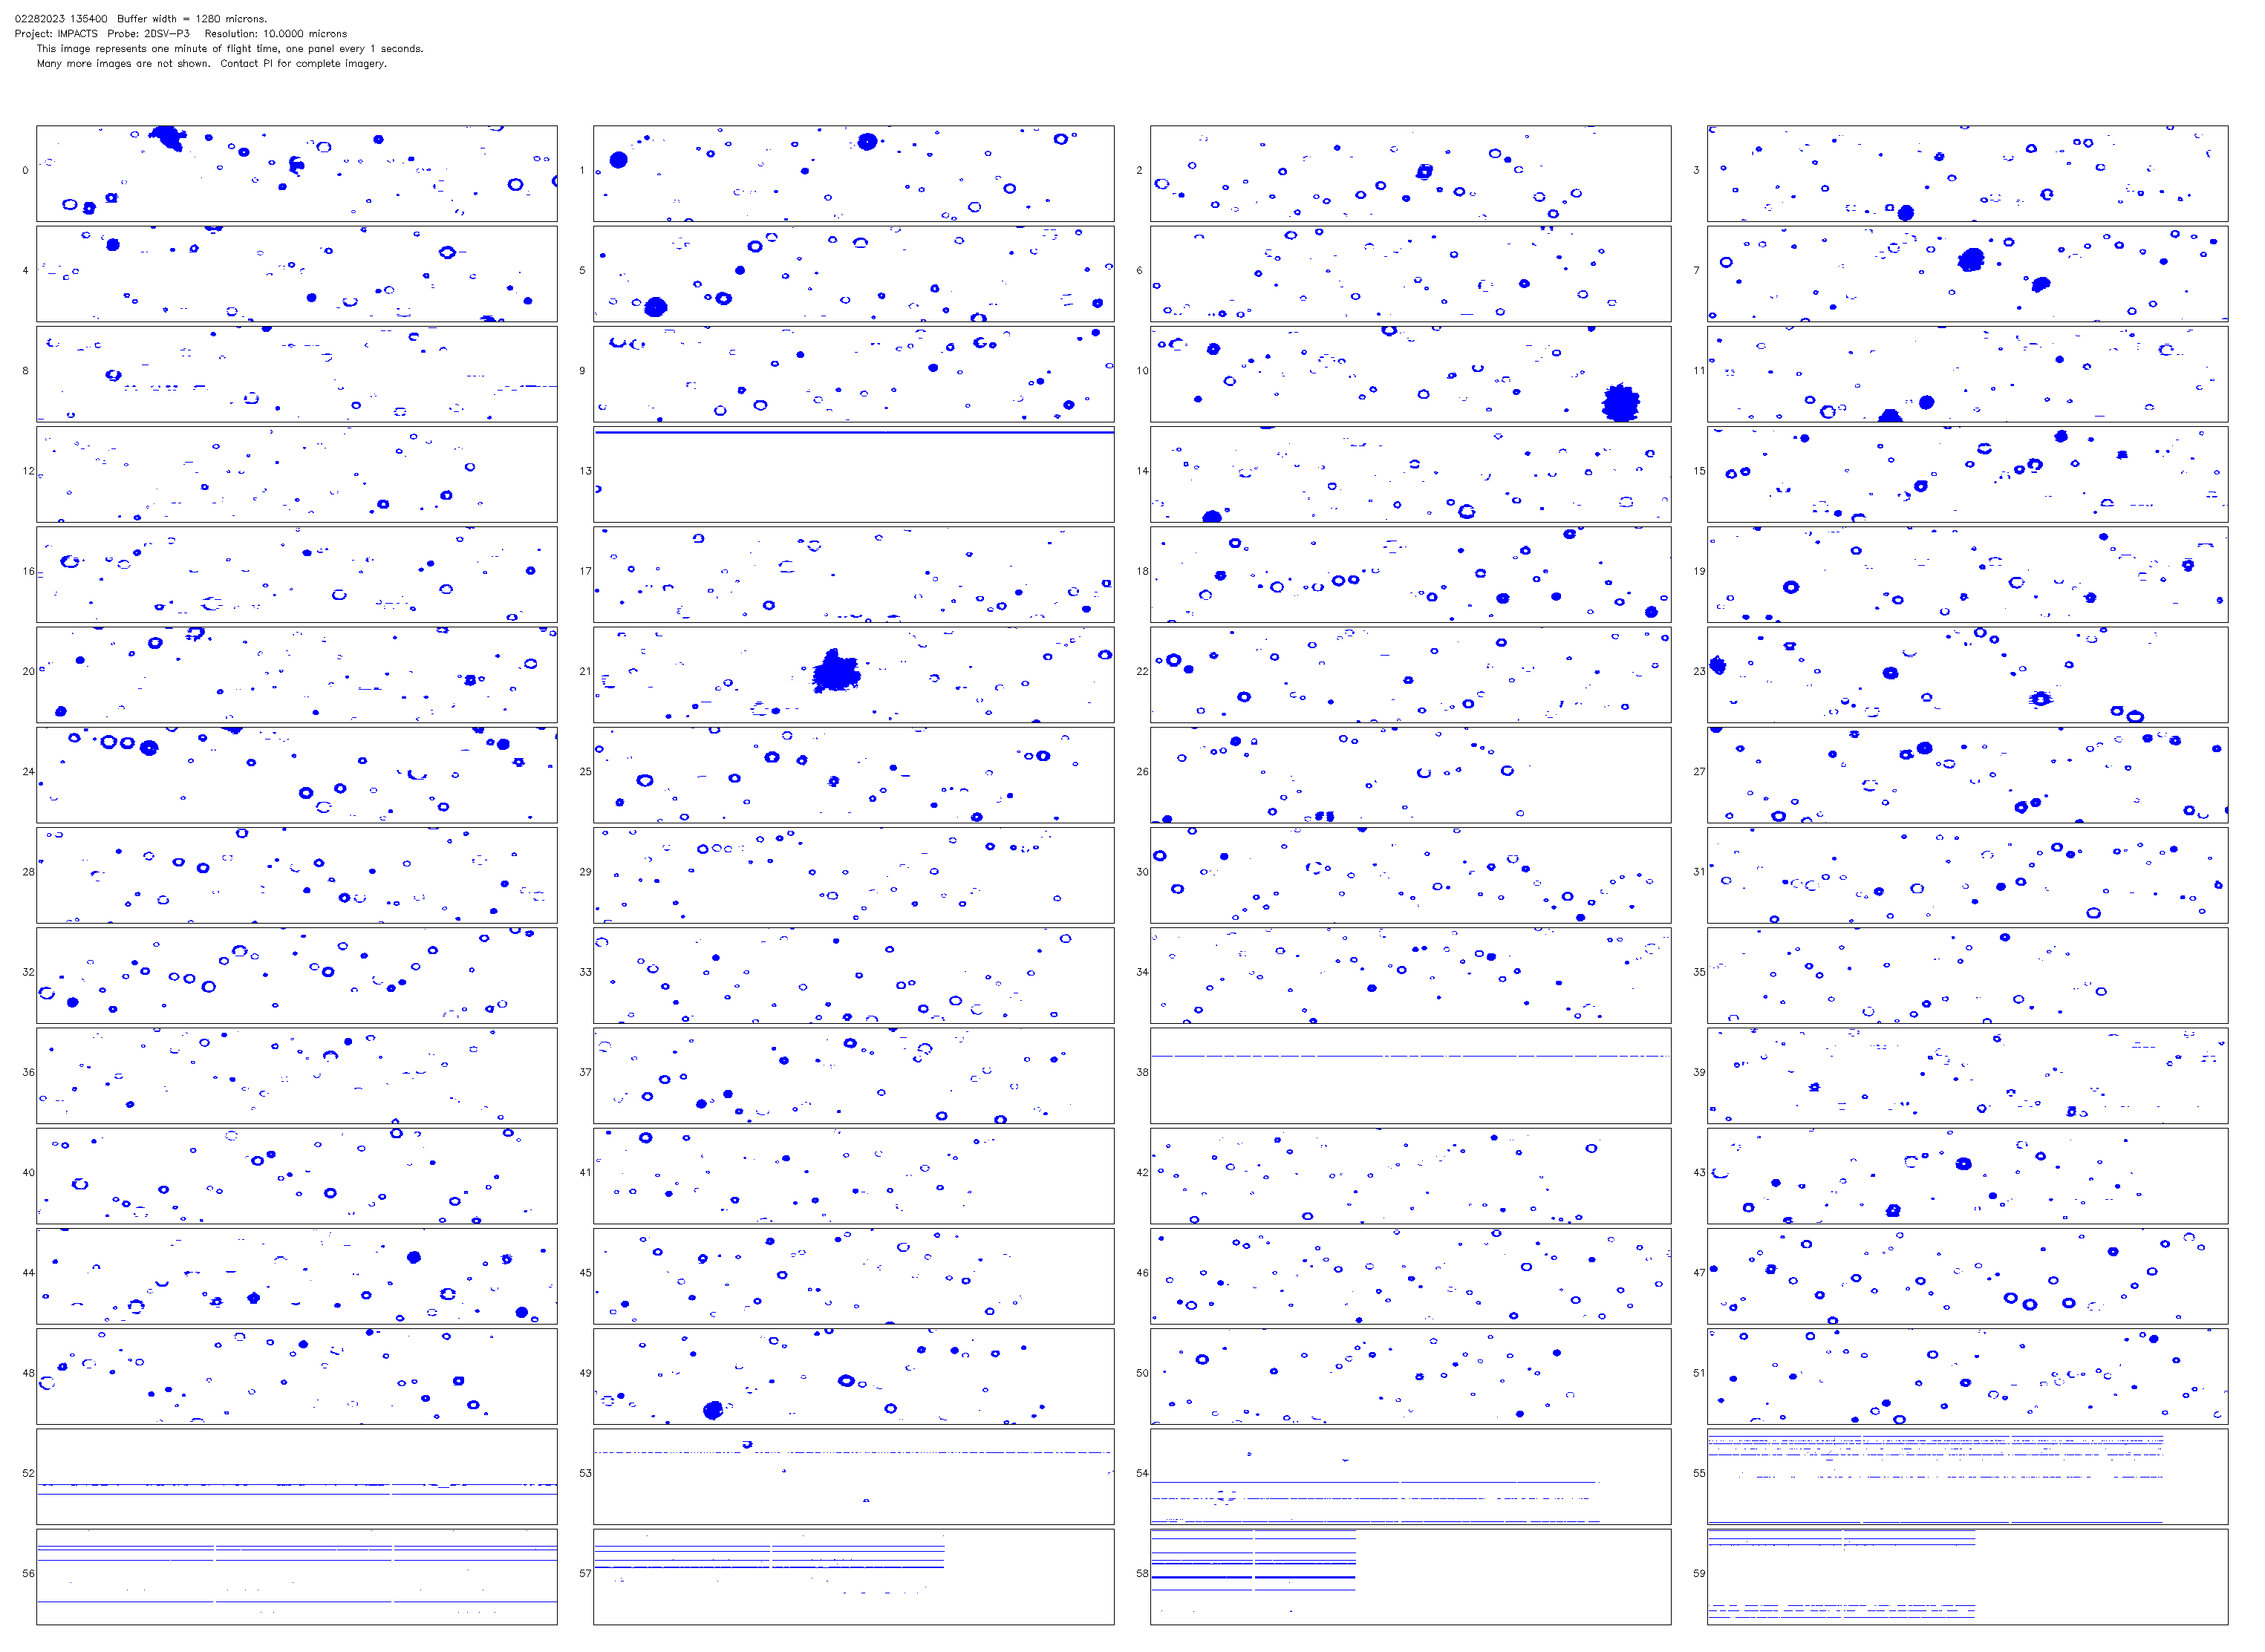 02282023 135400 Buffer width = 1280 microns.
Project: IMPACTS Probe: 2DSV-P3 Resolution: 10.0000 microns
This image represents one minute of flight time, one panel every 1 seconds.
Many more images are not shown. Contact PI for complete imagery.
0 1 2 3
4 5 6 7
8 9 10 11
12 13 14 15
16 17 18 19
20 21 22 23
24 25 26 27
28 29 30 31
32 33 34 35
36 37 38 39
40 41 42 43
44 45 46 47
48 49 50 51
52 53 54 55
56 57 58 59